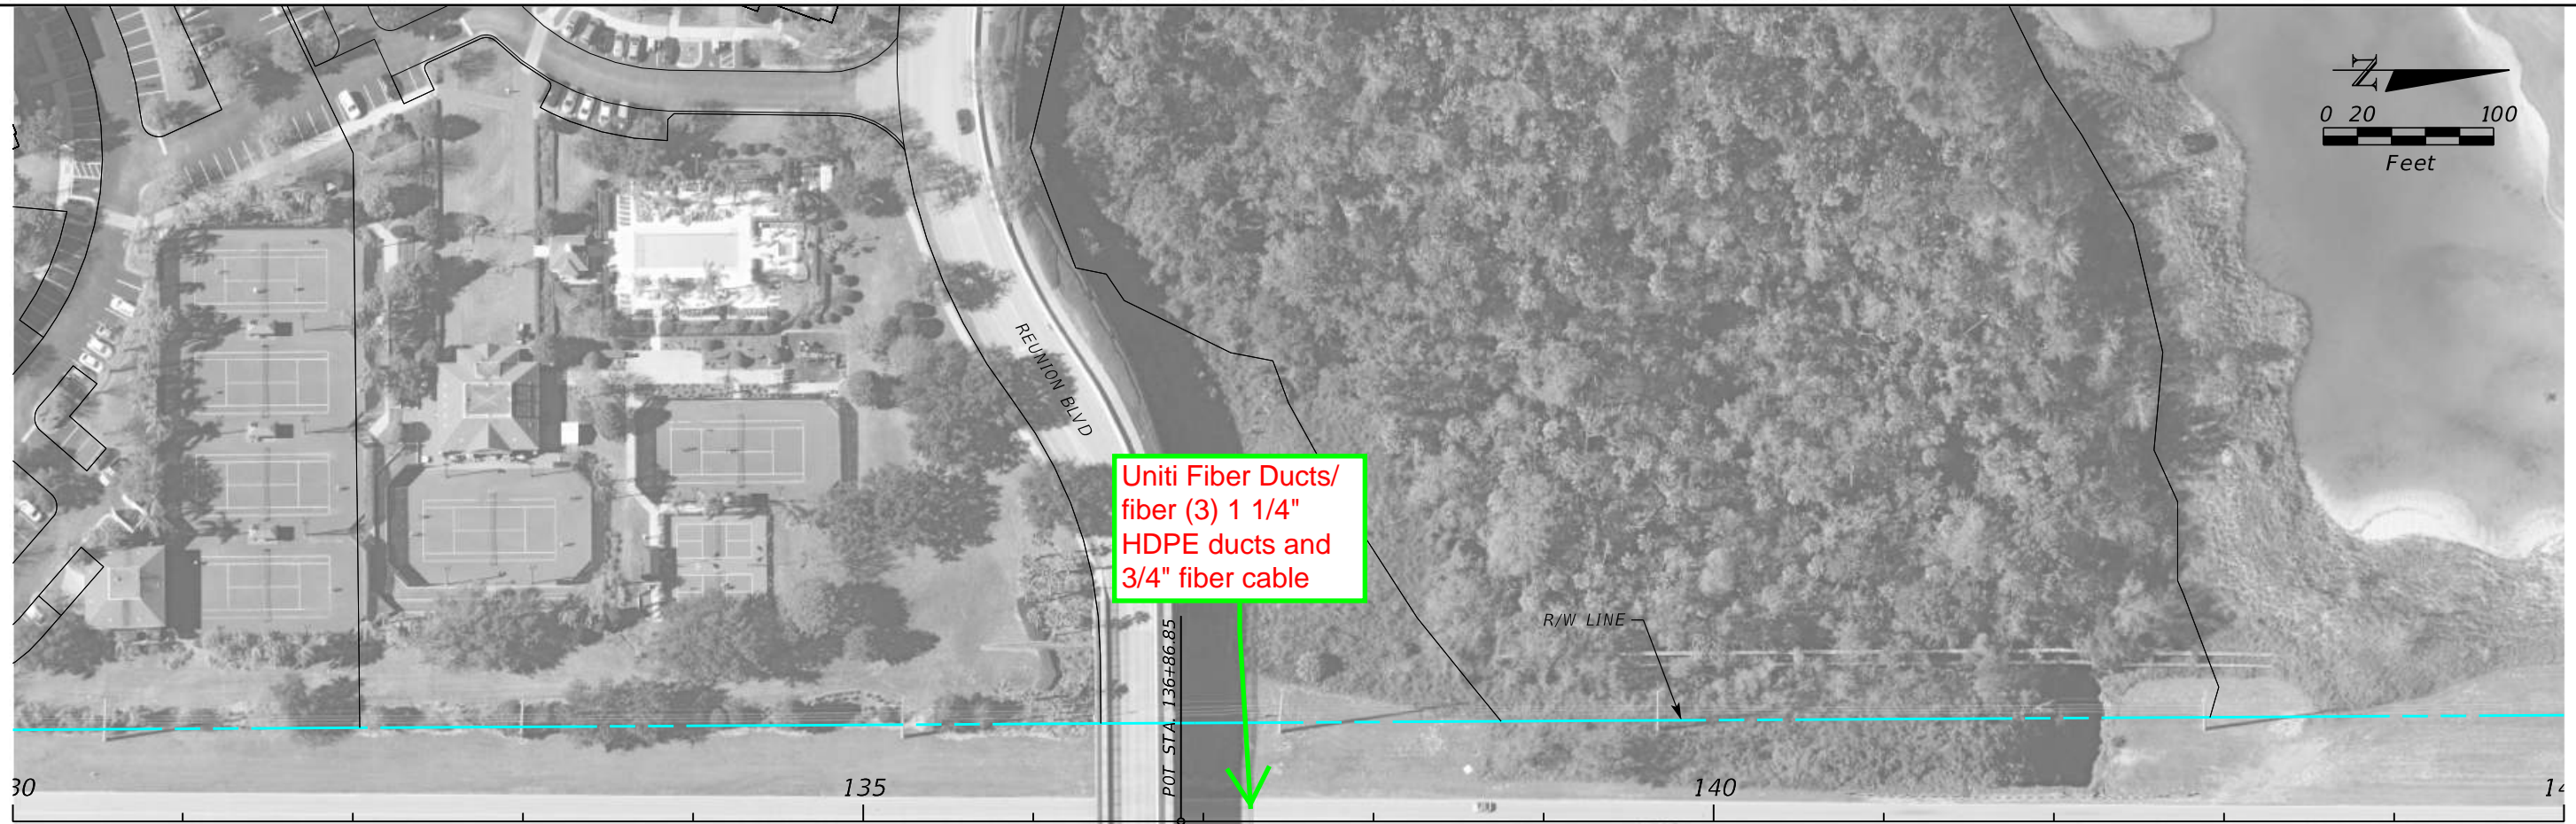 N
0 20 100
Feet
REUNION BLVD
Uniti Fiber Ducts/
fiber (3) 1 1/4"
HDPE ducts and
3/4" fiber cable
R/W LINE
POT STA. 136+86.85
30
135
140
14